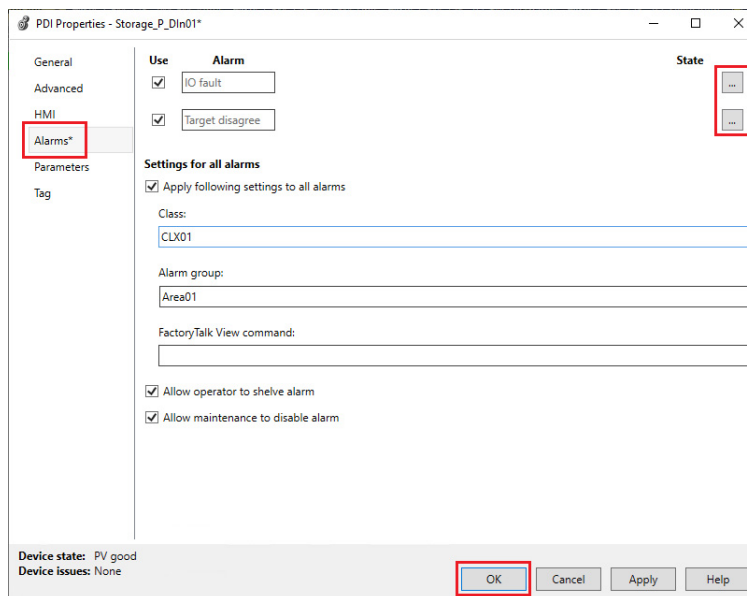 PDI Properties - Storage_P_DIn01*
General
Advanced
HMI
Alarms*
Parameters
Tag
Use Alarm State
IO fault ...
Target disagree ...
Settings for all alarms
Apply following settings to all alarms
Class:
CLX01
Alarm group:
Area01
FactoryTalk View command:
Allow operator to shelve alarm
Allow maintenance to disable alarm
Device state: PV good
Device issues: None
OK Cancel Apply Help